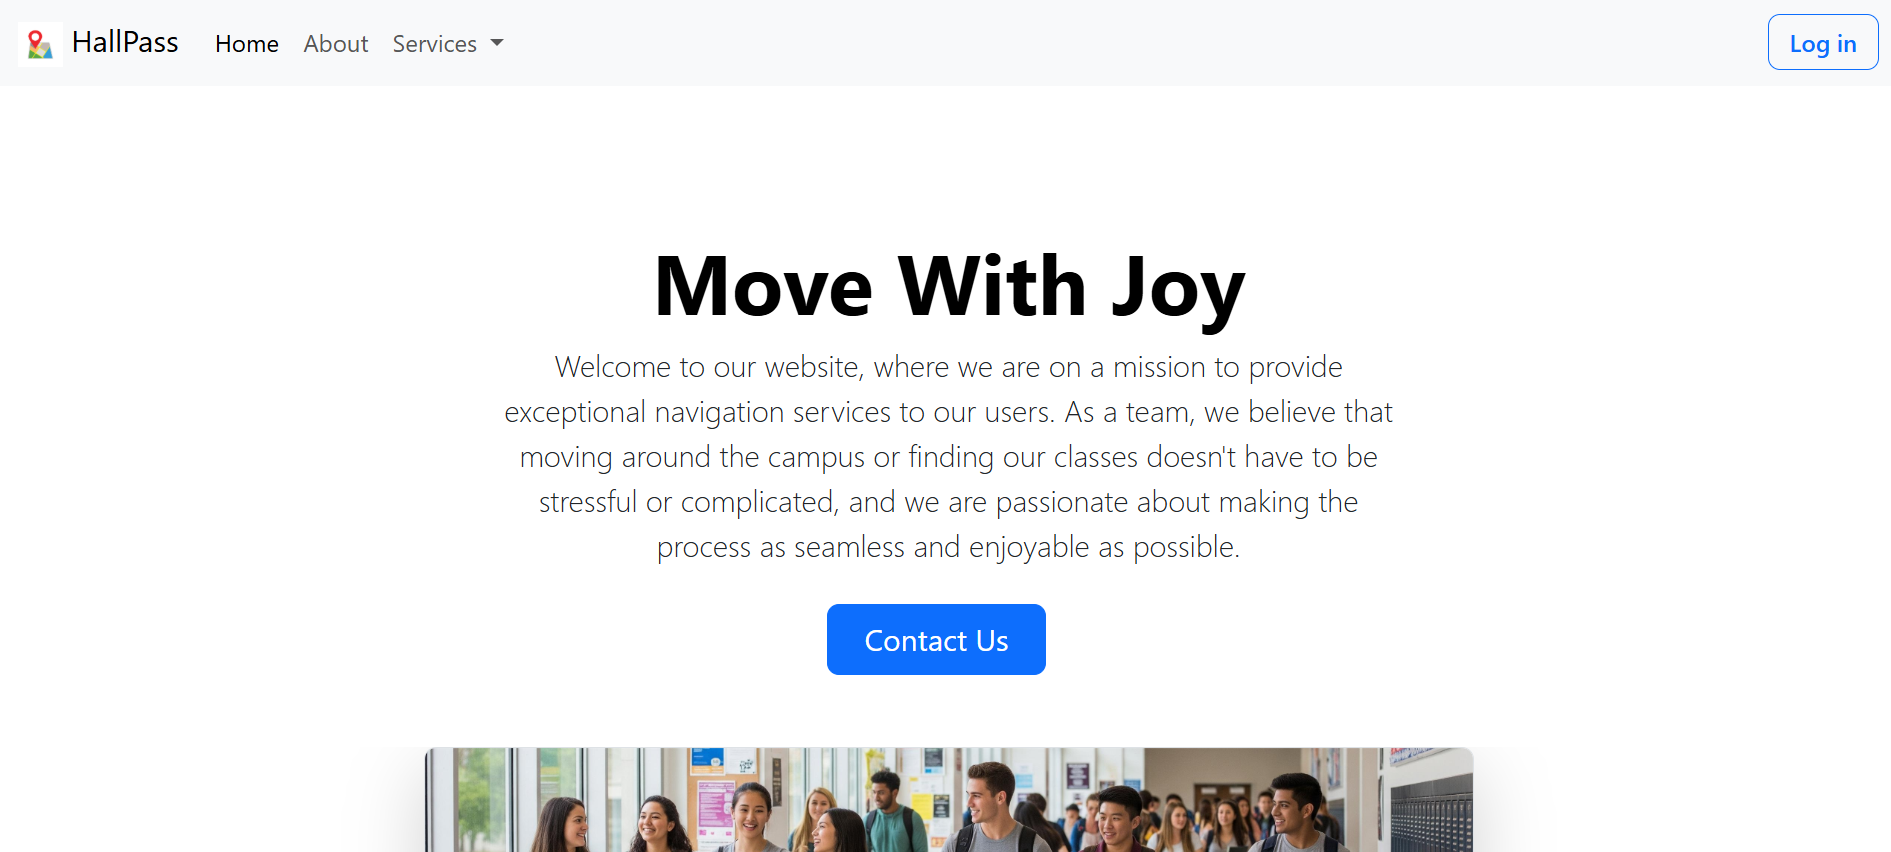 HallPass Home About Services Log in
Move With Joy
Welcome to our website, where we are on a mission to provide
exceptional navigation services to our users. As a team, we believe that
moving around the campus or finding our classes doesn't have to be
stressful or complicated, and we are passionate about making the
process as seamless and enjoyable as possible.
Contact Us